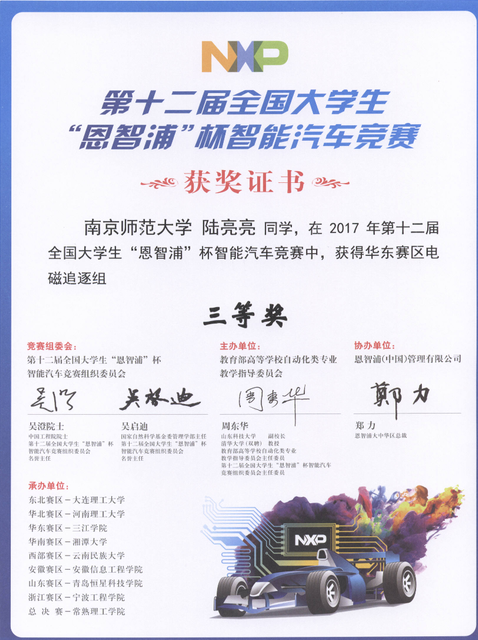 NXP
第十二届全国大学生
“恩智浦”杯智能汽车竞赛
获奖证书
南京师范大学 陆亮亮 同学，在 2017 年第十二届
全国大学生“恩智浦”杯智能汽车竞赛中，获得华东赛区电
磁追逐组
三等奖
竞赛组委会：
第十二届全国大学生“恩智浦”杯
智能汽车竞赛组织委员会
主办单位：
教育部高等学校自动化类专业
教学指导委员会
协办单位：
恩智浦(中国)管理有限公司
吴启迪
周东华
郑力
吴澄院士
中国工程院院士
第十二届全国大学生“恩智浦”杯
智能汽车竞赛组织委员会
名誉主任
吴启迪
国家自然科学基金委管理学部主任
第十二届全国大学生“恩智浦”杯
智能汽车竞赛组织委员会
名誉主任
周东华
山东科技大学 副校长
清华大学(双聘) 教授
教育部高等学校自动化类专业
教学指导委员会主任委员
第十二届全国大学生“恩智浦”杯智能汽车
竞赛组织委员会主任
郑 力
恩智浦大中华区总裁
承办单位：
东北赛区－大连理工大学
华北赛区－河南理工大学
华东赛区－三江学院
华南赛区－湘潭大学
西部赛区－云南民族大学
安徽赛区－安徽信息工程学院
山东赛区－青岛恒星科技学院
浙江赛区－宁波工程学院
总 决 赛－常熟理工学院
NXP